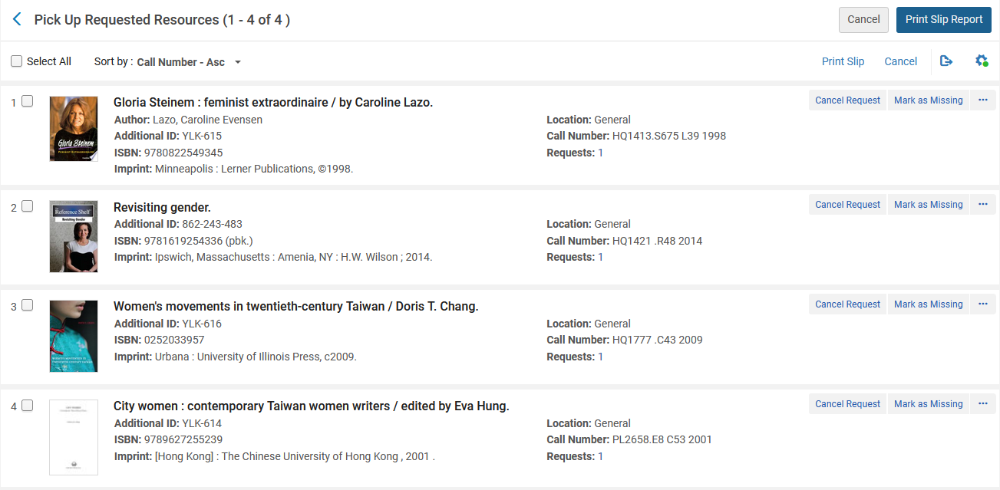 Pick Up Requested Resources (1 - 4 of 4 )
Cancel
Print Slip Report
Select All
Sort by : Call Number - Asc
Print Slip
Cancel
1
Gloria Steinem
FEMINIST EXTRAORDINAIRE
Gloria Steinem : feminist extraordinaire / by Caroline Lazo.
Author: Lazo, Caroline Evensen
Additional ID: YLK-615
ISBN: 9780822549345
Imprint: Minneapolis : Lerner Publications, ©1998.
Location: General
Call Number: HQ1413.S675 L39 1998
Requests: 1
Cancel Request
Mark as Missing
2
Reference Shelf
Revisiting Gender
Revisiting gender.
Additional ID: 862-243-483
ISBN: 9781619254336 (pbk.)
Imprint: Ipswich, Massachusetts : Amenia, NY : H.W. Wilson ; 2014.
Location: General
Call Number: HQ1421 .R48 2014
Requests: 1
Cancel Request
Mark as Missing
3
WOMEN'S MOVEMENTS IN
TWENTIETH-CENTURY TAIWAN
Women's movements in twentieth-century Taiwan / Doris T. Chang.
Additional ID: YLK-616
ISBN: 0252033957
Imprint: Urbana : University of Illinois Press, c2009.
Location: General
Call Number: HQ1777 .C43 2009
Requests: 1
Cancel Request
Mark as Missing
4
City women : contemporary Taiwan women writers / edited by Eva Hung.
Additional ID: YLK-614
ISBN: 9789627255239
Imprint: [Hong Kong] : The Chinese University of Hong Kong , 2001 .
Location: General
Call Number: PL2658.E8 C53 2001
Requests: 1
Cancel Request
Mark as Missing